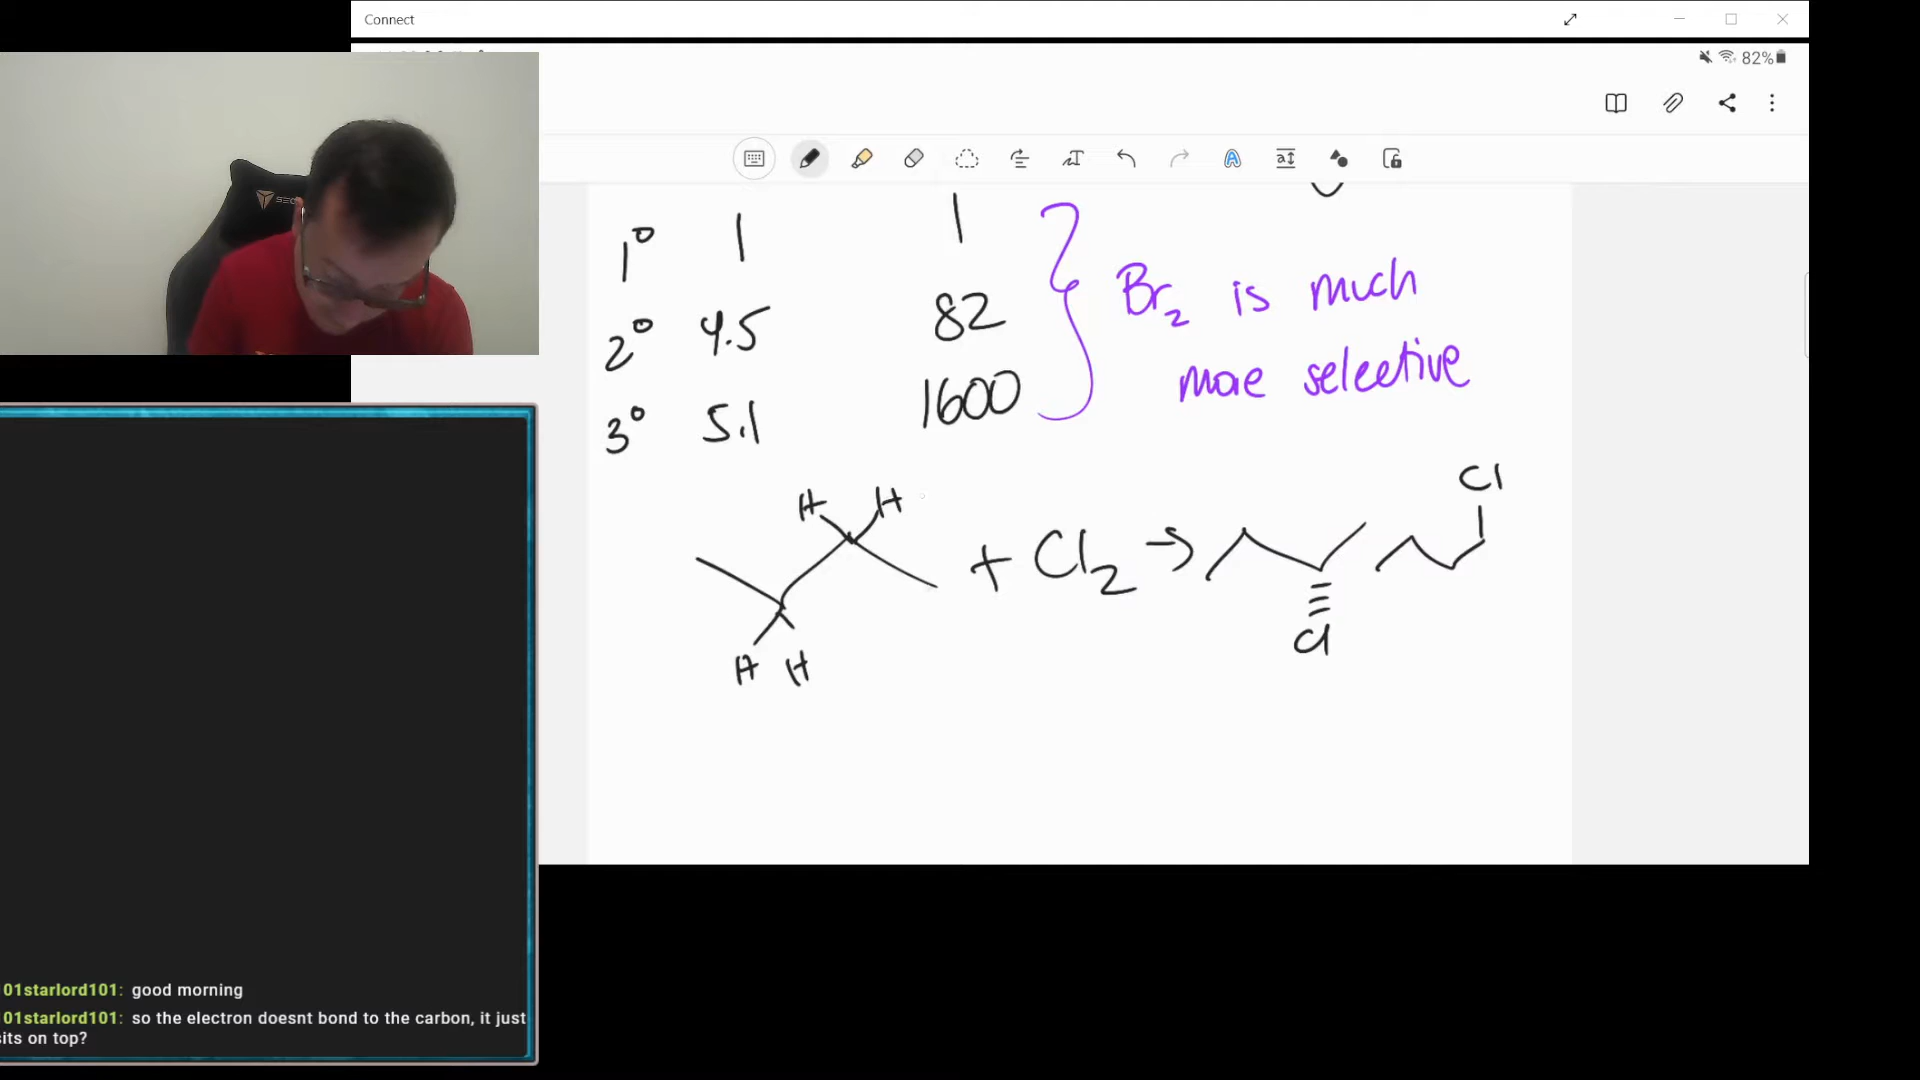 Connect
82%
1° 1 1
2° 4.5 82
3° 5.1 1600
Br2 is much
more selective
H H
H H
+ Cl2 →
Cl
Cl
01starlord101: good morning
01starlord101: so the electron doesnt bond to the carbon, it just
sits on top?